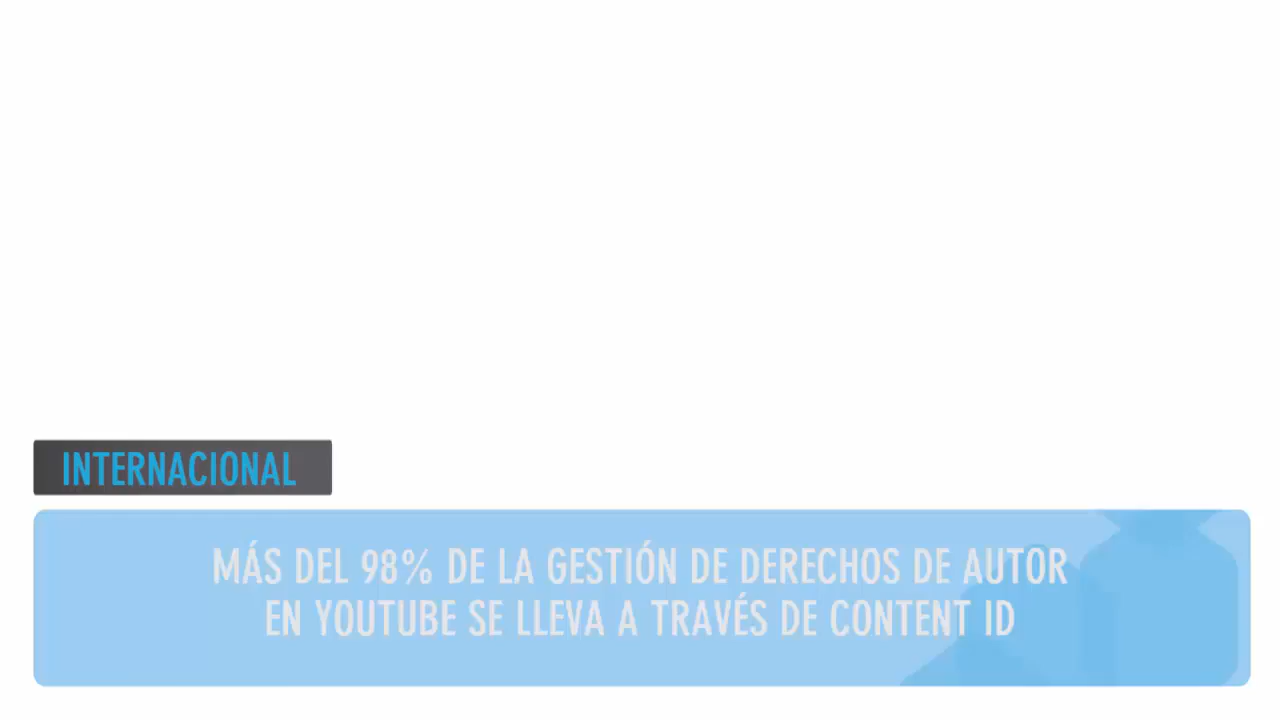 INTERNACIONAL
MÁS DEL 98% DE LA GESTIÓN DE DERECHOS DE AUTOR
EN YOUTUBE SE LLEVA A TRAVÉS DE CONTENT ID